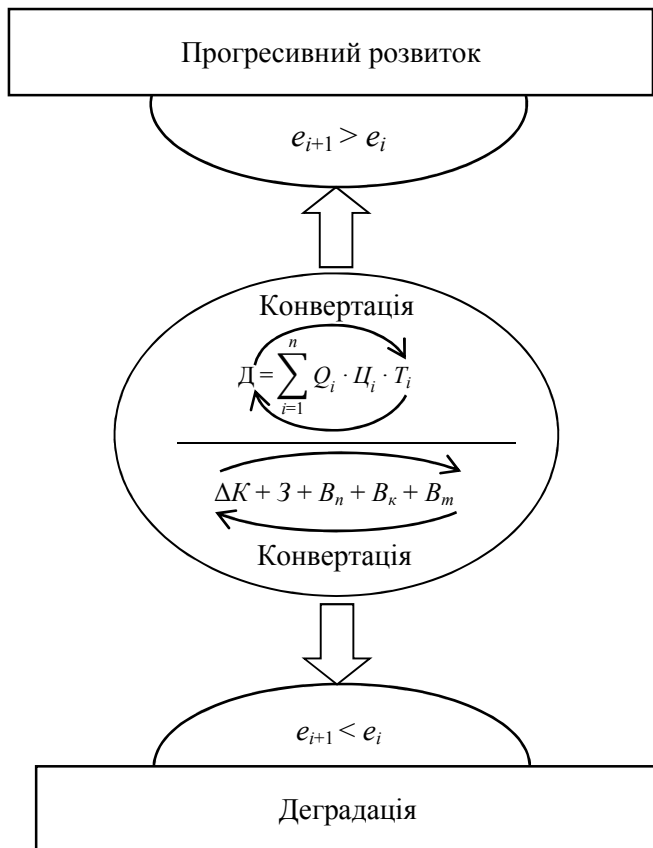 Прогресивний розвиток
e_{i+1} > e_i
Конвертація
Д = \sum_{i=1}^{n} Q_i · Ц_i · T_i
ΔК + З + В_п + В_к + В_т
Конвертація
e_{i+1} < e_i
Деградація